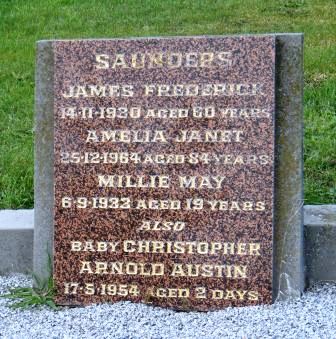 SAUNDERS
JAMES FREDERICK
14-11-1930 AGED 60 YEARS
AMELIA JANET
25-12-1964 AGED 84 YEARS
MILLIE MAY
6-9-1932 AGED 19 YEARS
ALSO
BABY CHRISTOPHER
ARNOLD AUSTIN
17-5-1954 AGED 2 DAYS